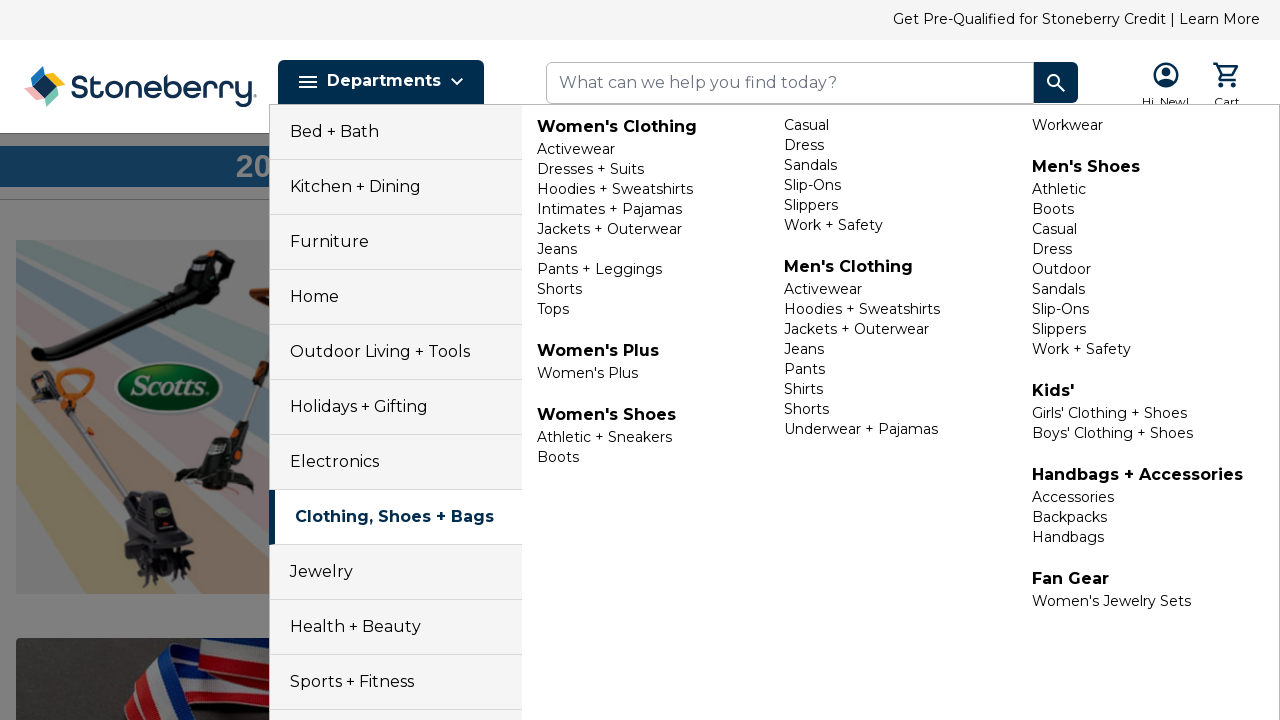 Get Pre-Qualified for Stoneberry Credit | Learn More
Stoneberry
Departments
What can we help you find today?
Hi, New!
Cart
20
Scotts
Bed + Bath
Kitchen + Dining
Furniture
Home
Outdoor Living + Tools
Holidays + Gifting
Electronics
Clothing, Shoes + Bags
Jewelry
Health + Beauty
Sports + Fitness
Women's Clothing
Activewear
Dresses + Suits
Hoodies + Sweatshirts
Intimates + Pajamas
Jackets + Outerwear
Jeans
Pants + Leggings
Shorts
Tops
Women's Plus
Women's Plus
Women's Shoes
Athletic + Sneakers
Boots
Casual
Dress
Sandals
Slip-Ons
Slippers
Work + Safety
Men's Clothing
Activewear
Hoodies + Sweatshirts
Jackets + Outerwear
Jeans
Pants
Shirts
Shorts
Underwear + Pajamas
Workwear
Men's Shoes
Athletic
Boots
Casual
Dress
Outdoor
Sandals
Slip-Ons
Slippers
Work + Safety
Kids'
Girls' Clothing + Shoes
Boys' Clothing + Shoes
Handbags + Accessories
Accessories
Backpacks
Handbags
Fan Gear
Women's Jewelry Sets